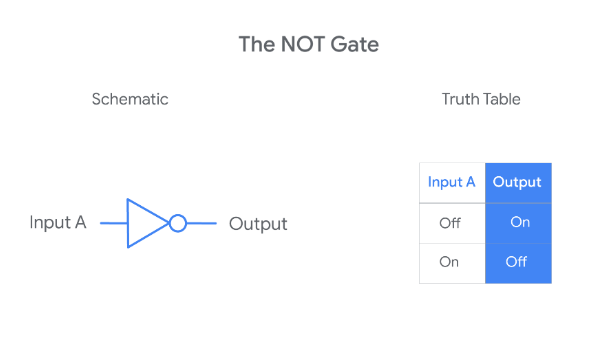 The NOT Gate
Schematic
Truth Table
Input A
Output
Input A Output
Off On
On Off